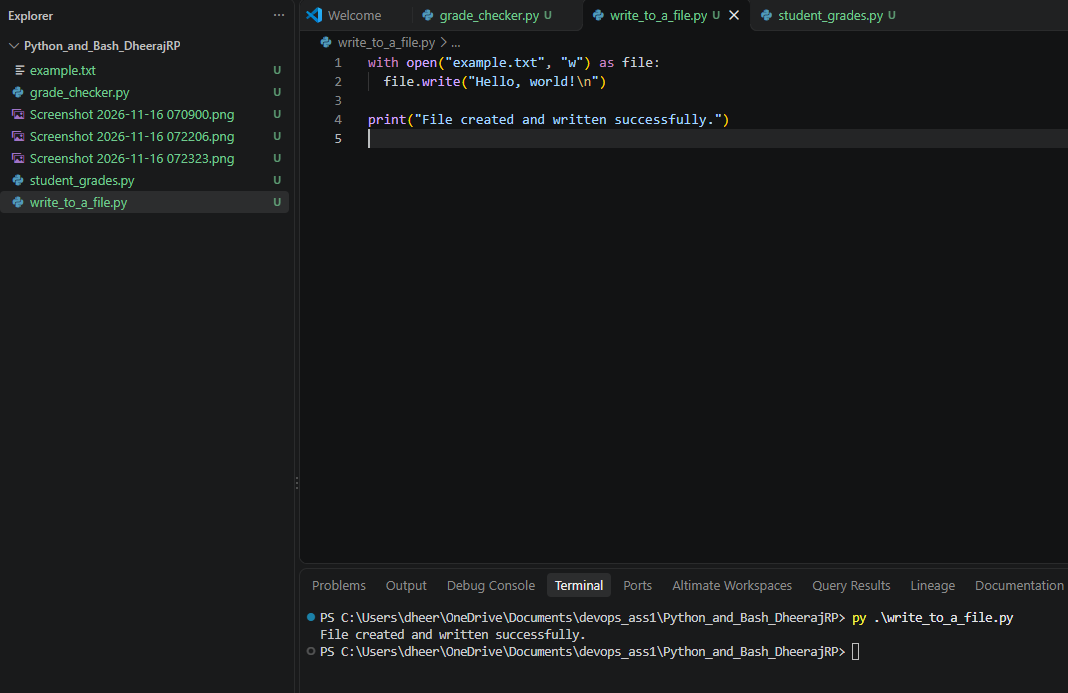 Explorer ···
Python_and_Bash_DheerajRP
example.txt U
grade_checker.py U
Screenshot 2026-11-16 070900.png U
Screenshot 2026-11-16 072206.png U
Screenshot 2026-11-16 072323.png U
student_grades.py U
write_to_a_file.py U
Welcome grade_checker.py U write_to_a_file.py U student_grades.py U
write_to_a_file.py > ...
1 with open("example.txt", "w") as file:
2 file.write("Hello, world!\n")
3
4 print("File created and written successfully.")
5
Problems Output Debug Console Terminal Ports Altimate Workspaces Query Results Lineage Documentation
PS C:\Users\dheer\OneDrive\Documents\devops_ass1\Python_and_Bash_DheerajRP> py .\write_to_a_file.py
File created and written successfully.
PS C:\Users\dheer\OneDrive\Documents\devops_ass1\Python_and_Bash_DheerajRP>